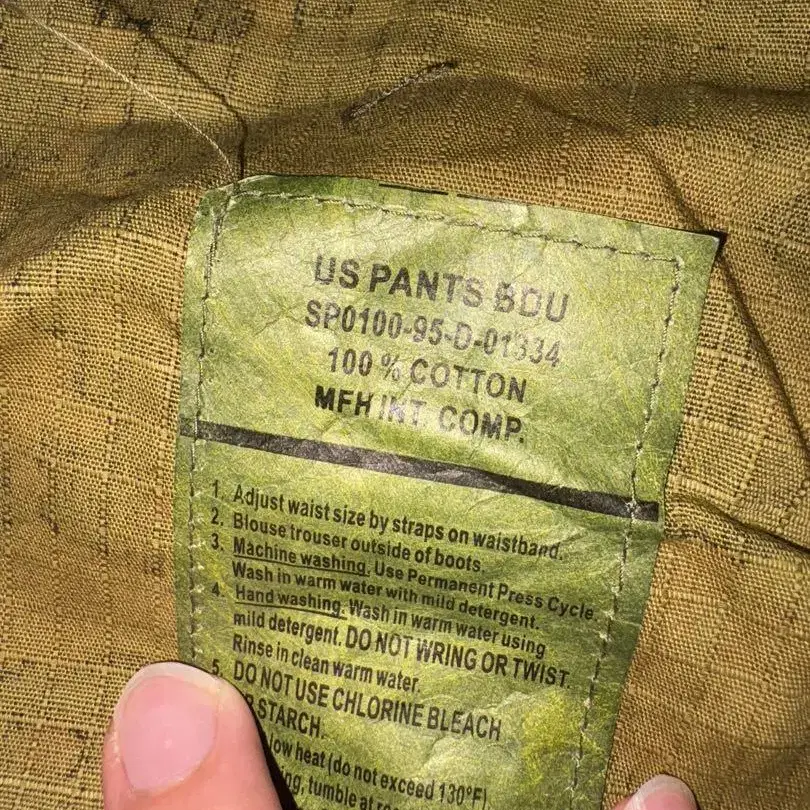 US PANTS BDU
SP0100-95-D-01334
100 % COTTON
MFH INT COMP.
1. Adjust waist size by straps on waistband.
2. Blouse trouser outside of boots.
3. Machine washing. Use Permanent Press Cycle
Wash in warm water with mild detergent.
4. Hand washing. Wash in warm water using
mild detergent. DO NOT WRING OR TWIST.
Rinse in clean warm water.
5. DO NOT USE CHLORINE BLEACH
STARCH.
low heat (do not exceed 130°F)
tumble at